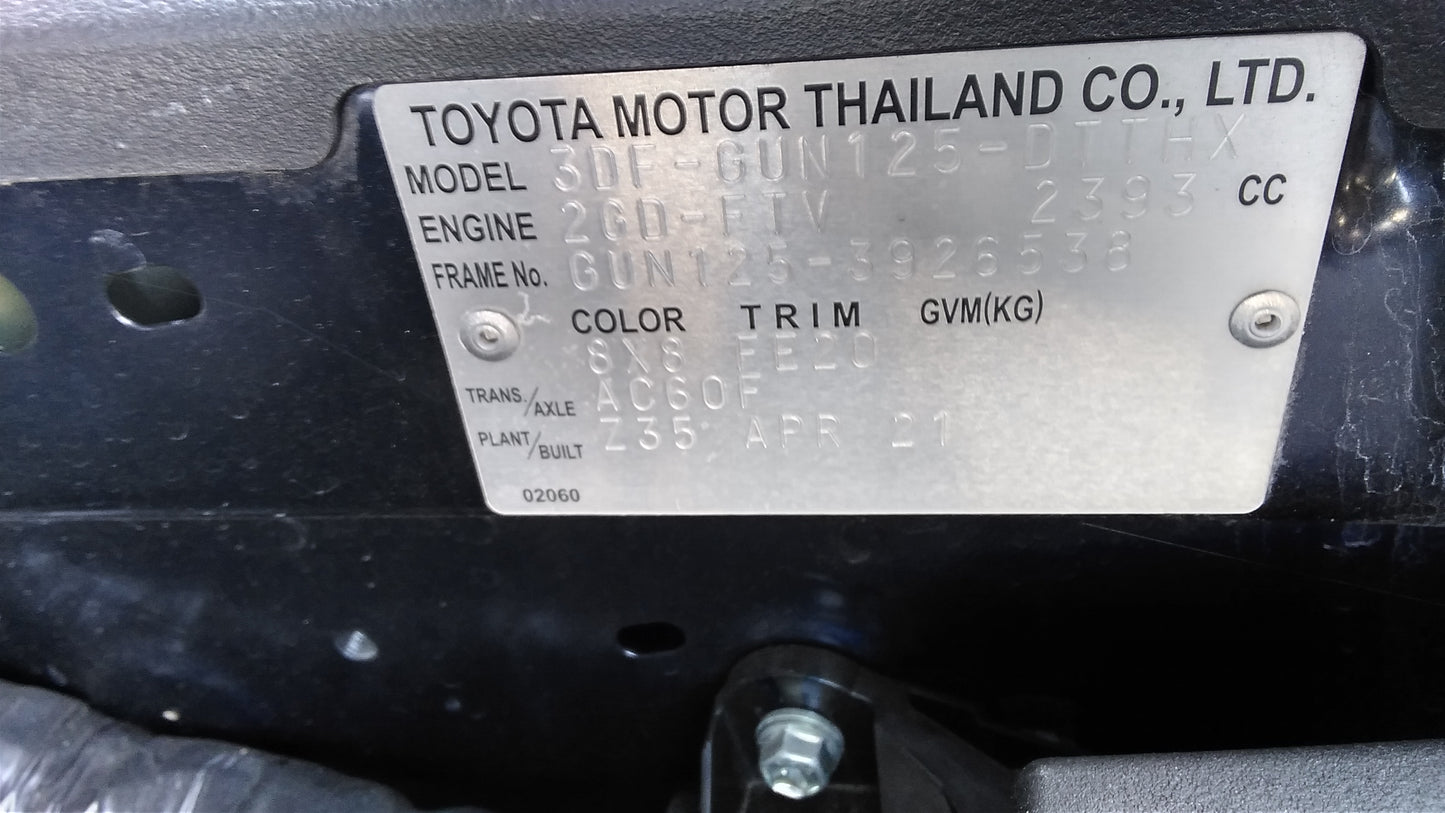 TOYOTA MOTOR THAILAND CO., LTD.
MODEL 3DF-GUN125-DTTHX
ENGINE 2GD-FTV 2393 CC
FRAME No. GUN125-3926538
COLOR TRIM GVM(KG)
8X8 FE20
TRANS./AXLE AC60F
PLANT/BUILT Z35, APR 21
02060